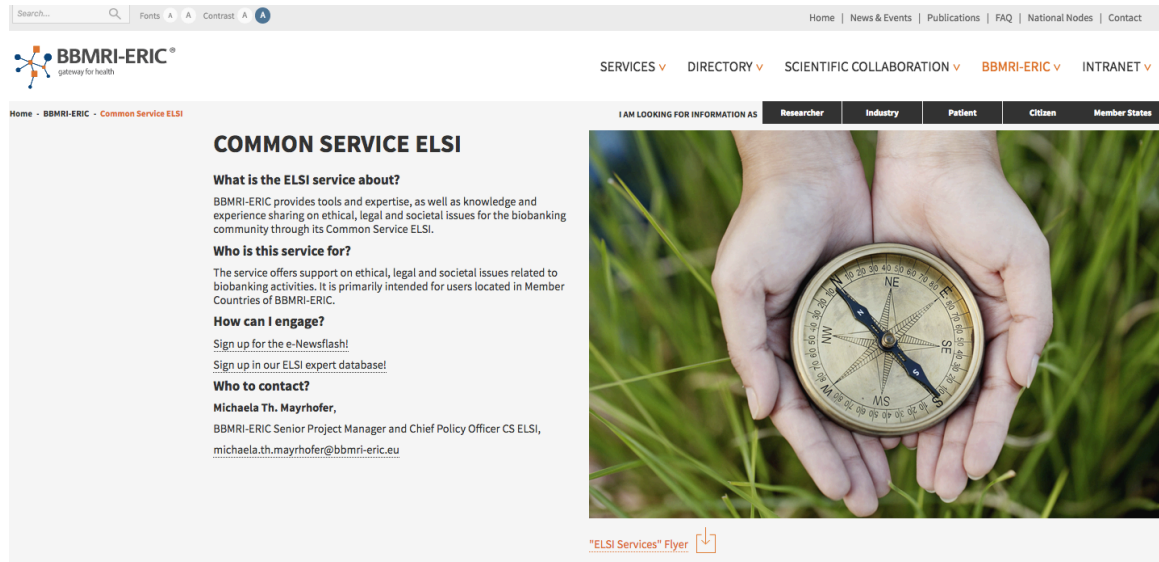 Search...
Fonts A A Contrast A A
Home | News & Events | Publications | FAQ | National Nodes | Contact
BBMRI-ERIC®
gateway for health
SERVICES v DIRECTORY v SCIENTIFIC COLLABORATION v BBMRI-ERIC v INTRANET v
Home - BBMRI-ERIC - Common Service ELSI
I AM LOOKING FOR INFORMATION AS Researcher Industry Patient Citizen Member States
COMMON SERVICE ELSI
What is the ELSI service about?
BBMRI-ERIC provides tools and expertise, as well as knowledge and
experience sharing on ethical, legal and societal issues for the biobanking
community through its Common Service ELSI.
Who is this service for?
The service offers support on ethical, legal and societal issues related to
biobanking activities. It is primarily intended for users located in Member
Countries of BBMRI-ERIC.
How can I engage?
Sign up for the e-Newsflash!
Sign up in our ELSI expert database!
Who to contact?
Michaela Th. Mayrhofer,
BBMRI-ERIC Senior Project Manager and Chief Policy Officer CS ELSI,
michaela.th.mayrhofer@bbmri-eric.eu
N
NE
E
SE
S
SW
W
NW
N
S
"ELSI Services" Flyer